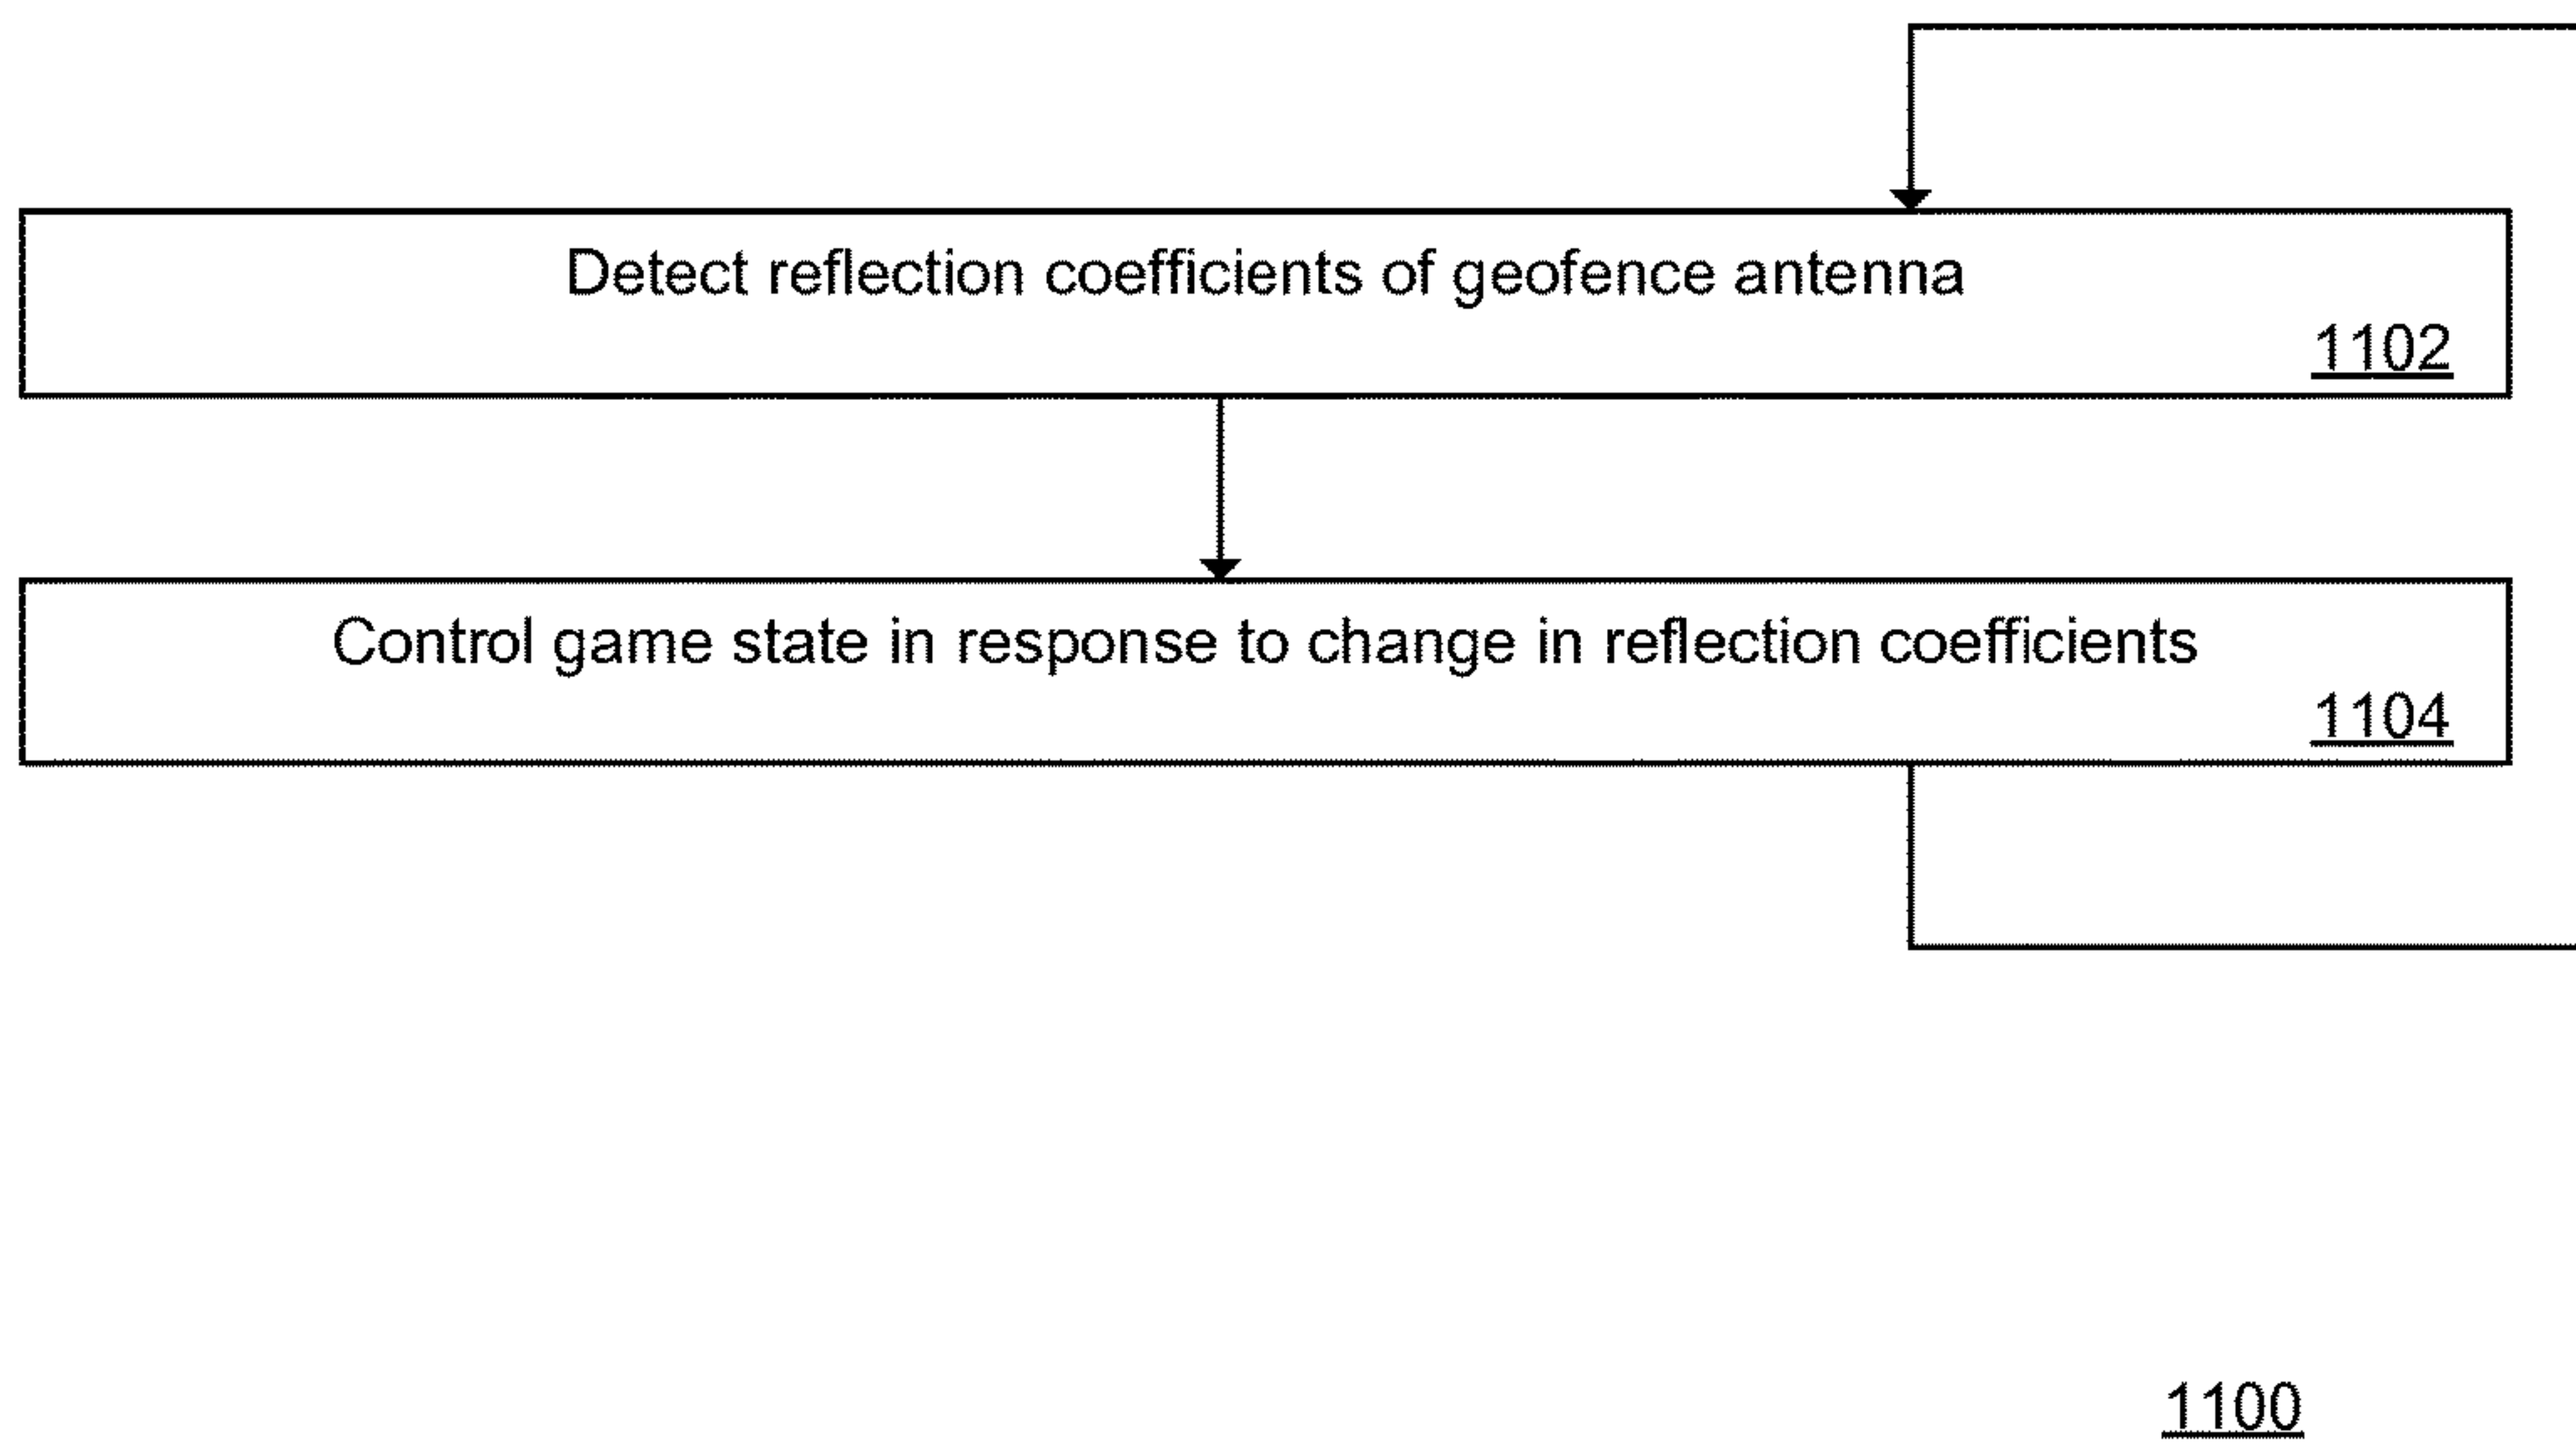 Detect reflection coefficients of geofence antenna
1102
Control game state in response to change in reflection coefficients
1104
1100